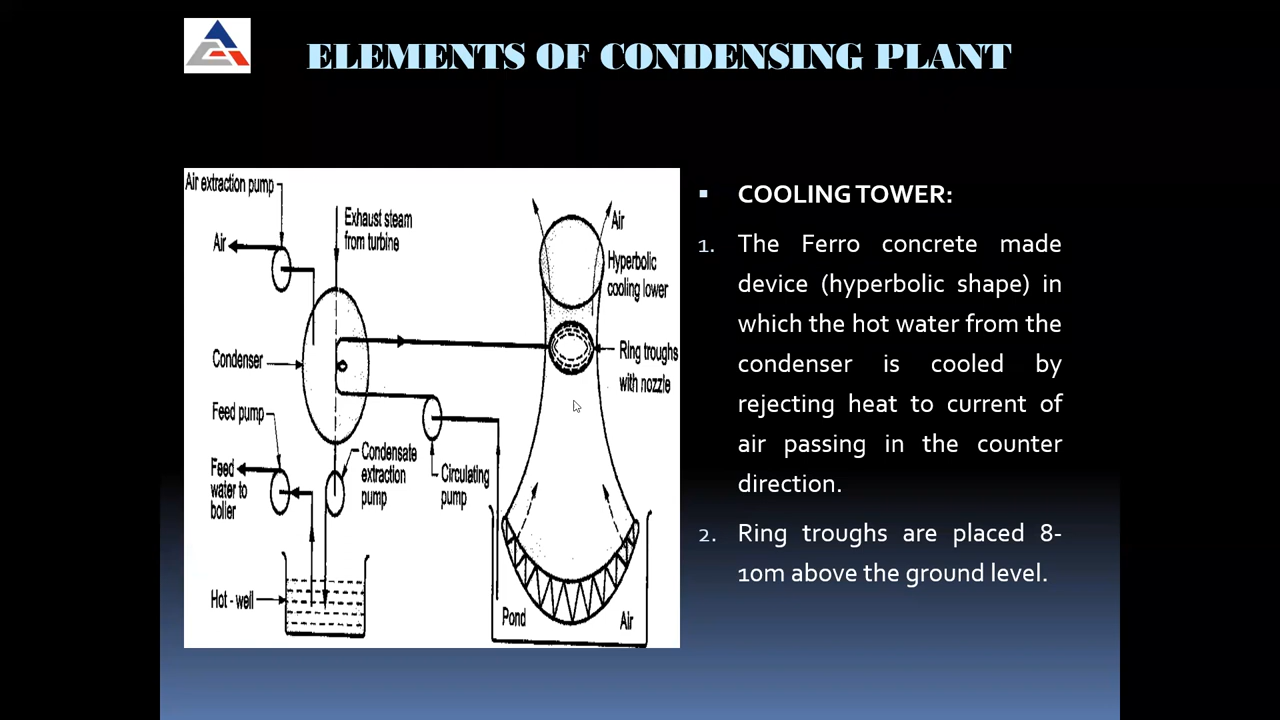 ELEMENTS OF CONDENSING PLANT
Air extraction pump
Air
Exhaust steam
from turbine
Air
Hyperbolic
cooling lower
Condenser
Ring troughs
with nozzle
Feed pump
Feed
water to
boiler
Condensate
extraction
pump
Circulating
pump
Hot - well
Pond
Air
▪ COOLING TOWER:
1. The Ferro concrete made
device (hyperbolic shape) in
which the hot water from the
condenser is cooled by
rejecting heat to current of
air passing in the counter
direction.
2. Ring troughs are placed 8-
10m above the ground level.